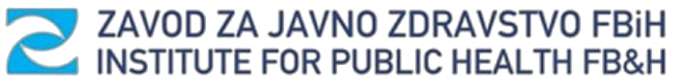 ZAVOD ZA JAVNO ZDRAVSTVO FBiH
INSTITUTE FOR PUBLIC HEALTH FB&H